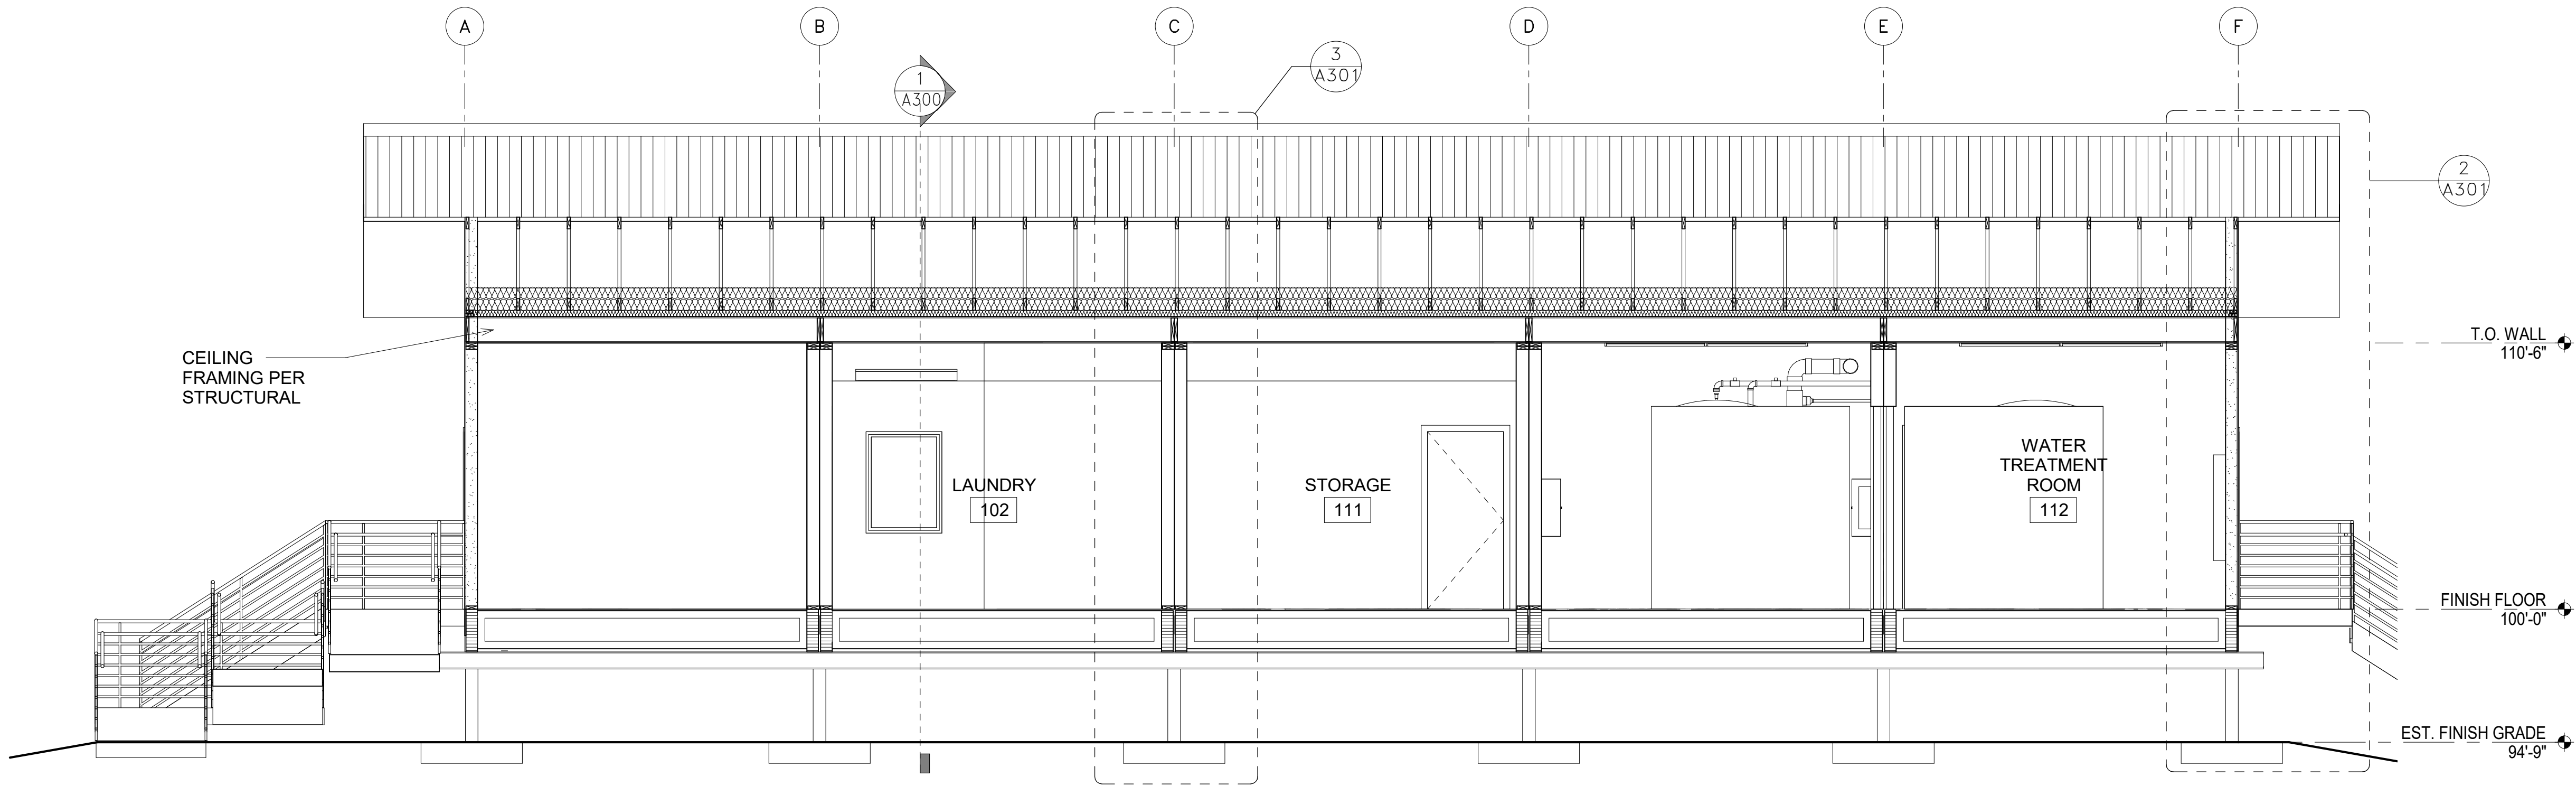 A
B
C
D
E
F
1
A300
3
A301
2
A301
CEILING
FRAMING PER
STRUCTURAL
T.O. WALL
110'-6"
LAUNDRY
102
STORAGE
111
WATER
TREATMENT
ROOM
112
FINISH FLOOR
100'-0"
EST. FINISH GRADE
94'-9"